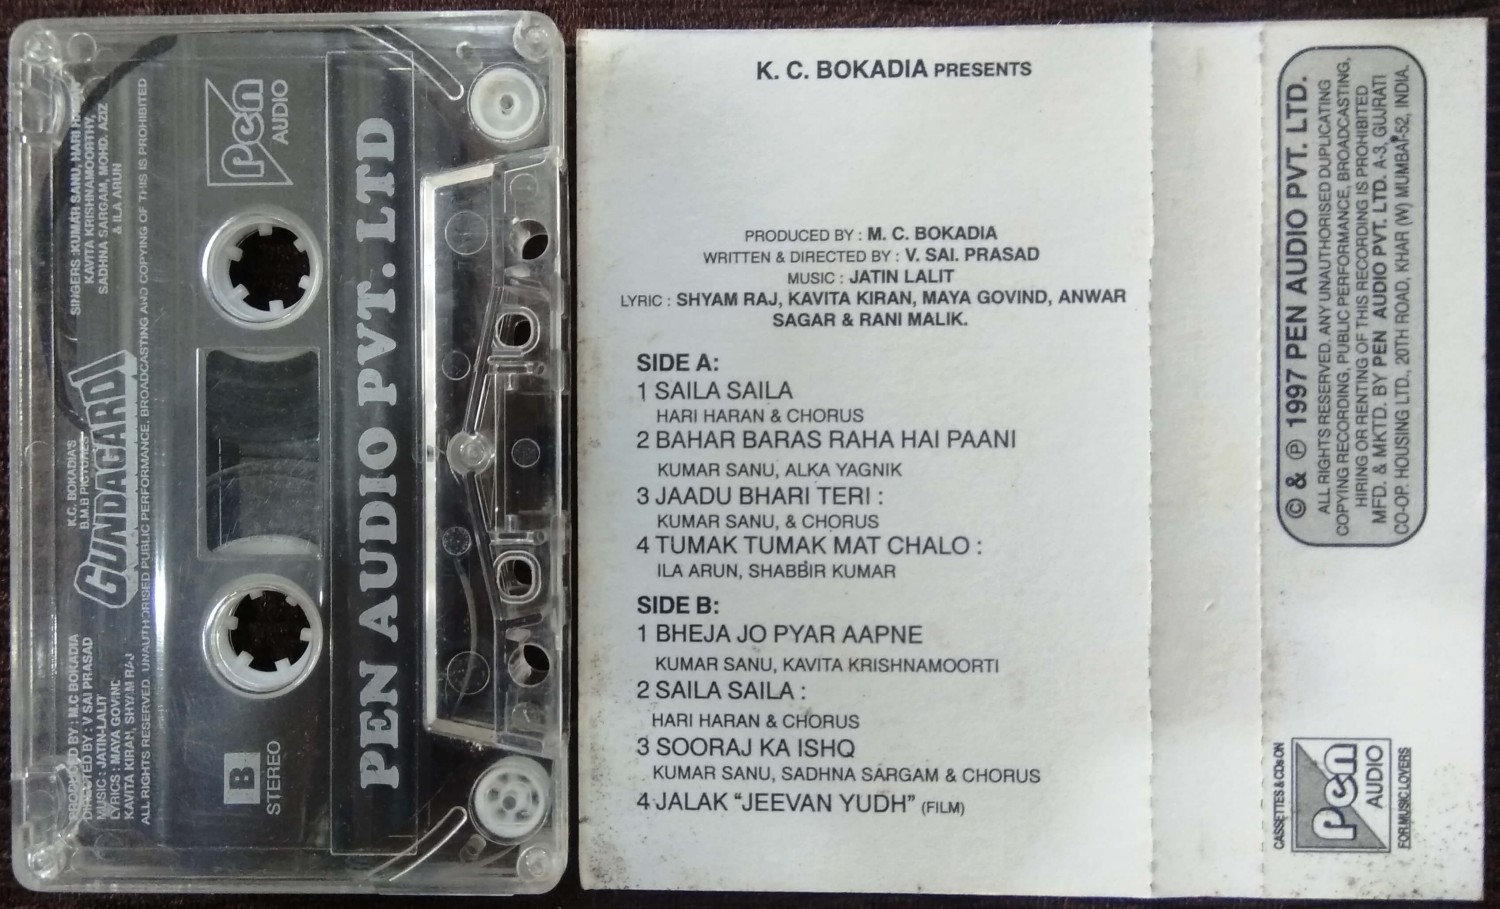 SINGERS : KUMAR SANU, HARI
KAVITA KRISHNAMOORTHY,
SADHNA SARGAM, MOHD. AZIZ
& ILA ARUN
K.C. BOKADIA'S
B.M.B PICTURES
GUNDAGARDI
PRODUCED BY : M.C BOKADIA
DIRECTED BY : V SAI PRASAD
MUSIC : JATIN-LALIT
LYRICS : MAYA GOVIND
KAVITA KIRAN, SHYAM RAJ
ALL RIGHTS RESERVED. UNAUTHORISED PUBLIC PERFORMANCE, BROADCASTING AND COPYING OF THIS IS PROHIBITED
Pen
AUDIO
B
STEREO
PEN AUDIO PVT. LTD
K. C. BOKADIA PRESENTS
PRODUCED BY : M. C. BOKADIA
WRITTEN & DIRECTED BY : V. SAI. PRASAD
MUSIC : JATIN LALIT
LYRIC : SHYAM RAJ, KAVITA KIRAN, MAYA GOVIND, ANWAR
SAGAR & RANI MALIK.
SIDE A:
1 SAILA SAILA
HARI HARAN & CHORUS
2 BAHAR BARAS RAHA HAI PAANI
KUMAR SANU, ALKA YAGNIK
3 JAADU BHARI TERI :
KUMAR SANU, & CHORUS
4 TUMAK TUMAK MAT CHALO :
ILA ARUN, SHABBIR KUMAR
SIDE B:
1 BHEJA JO PYAR AAPNE
KUMAR SANU, KAVITA KRISHNAMOORTI
2 SAILA SAILA :
HARI HARAN & CHORUS
3 SOORAJ KA ISHQ
KUMAR SANU, SADHNA SARGAM & CHORUS
4 JALAK “JEEVAN YUDH” (FILM)
© & ℗ 1997 PEN AUDIO PVT. LTD.
ALL RIGHTS RESERVED. ANY UNAUTHORISED DUPLICATING
COPYING RECORDING, PUBLIC PERFORMANCE, BROADCASTING,
HIRING OR RENTING OF THIS RECORDING IS PROHIBITED
MFD. & MKTD. BY PEN AUDIO PVT. LTD. A-3, GUJRATI
CO-OP. HOUSING LTD., 20TH ROAD, KHAR (W) MUMBAI-52, INDIA.
CASSETTES & CDs ON
Pen
AUDIO
FOR MUSIC LOVERS